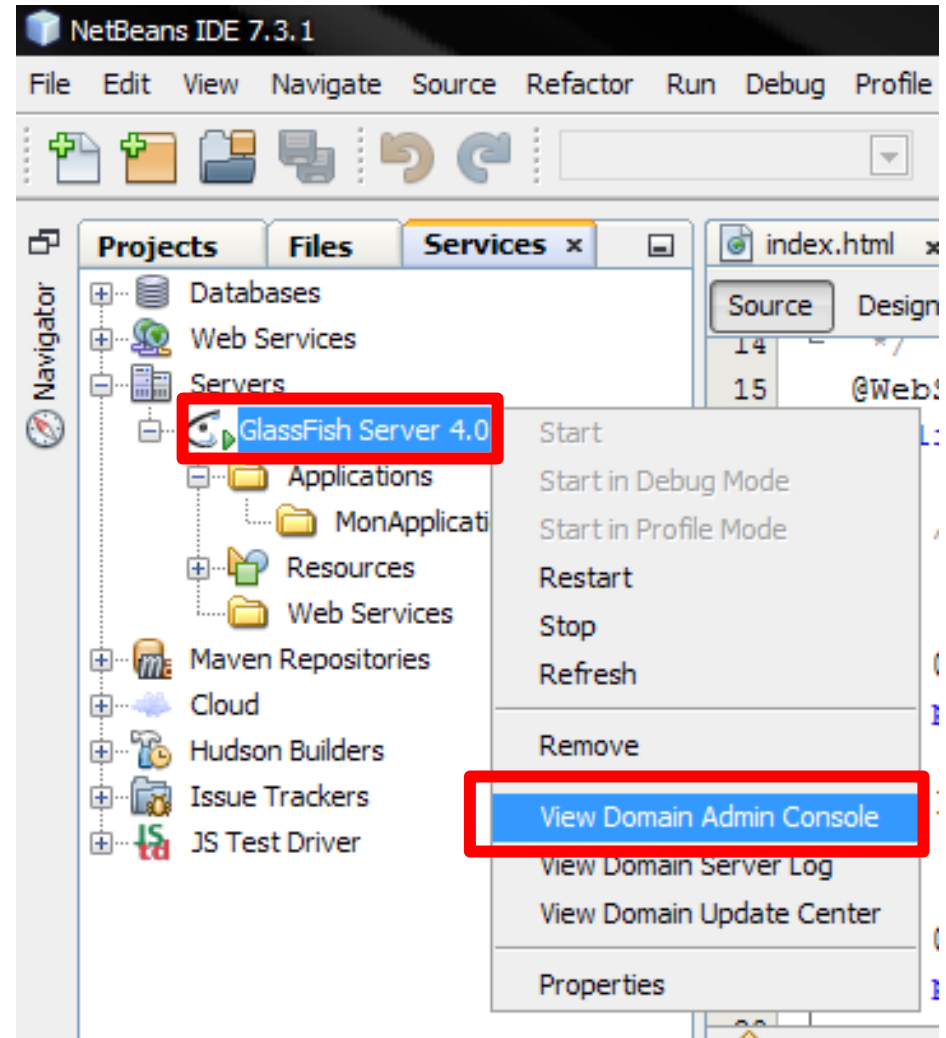 NetBeans IDE 7.3.1
File Edit View Navigate Source Refactor Run Debug Profile
Projects Files Services x
index.html x
Navigator
Source Design
Databases
Web Services
Servers
GlassFish Server 4.0
Applications
MonApplicati
Resources
Web Services
Maven Repositories
Cloud
Hudson Builders
Issue Trackers
JS Test Driver
14 */
15 @WebS
Start
Start in Debug Mode
Start in Profile Mode
Restart
Stop
Refresh
Remove
View Domain Admin Console
View Domain Server Log
View Domain Update Center
Properties